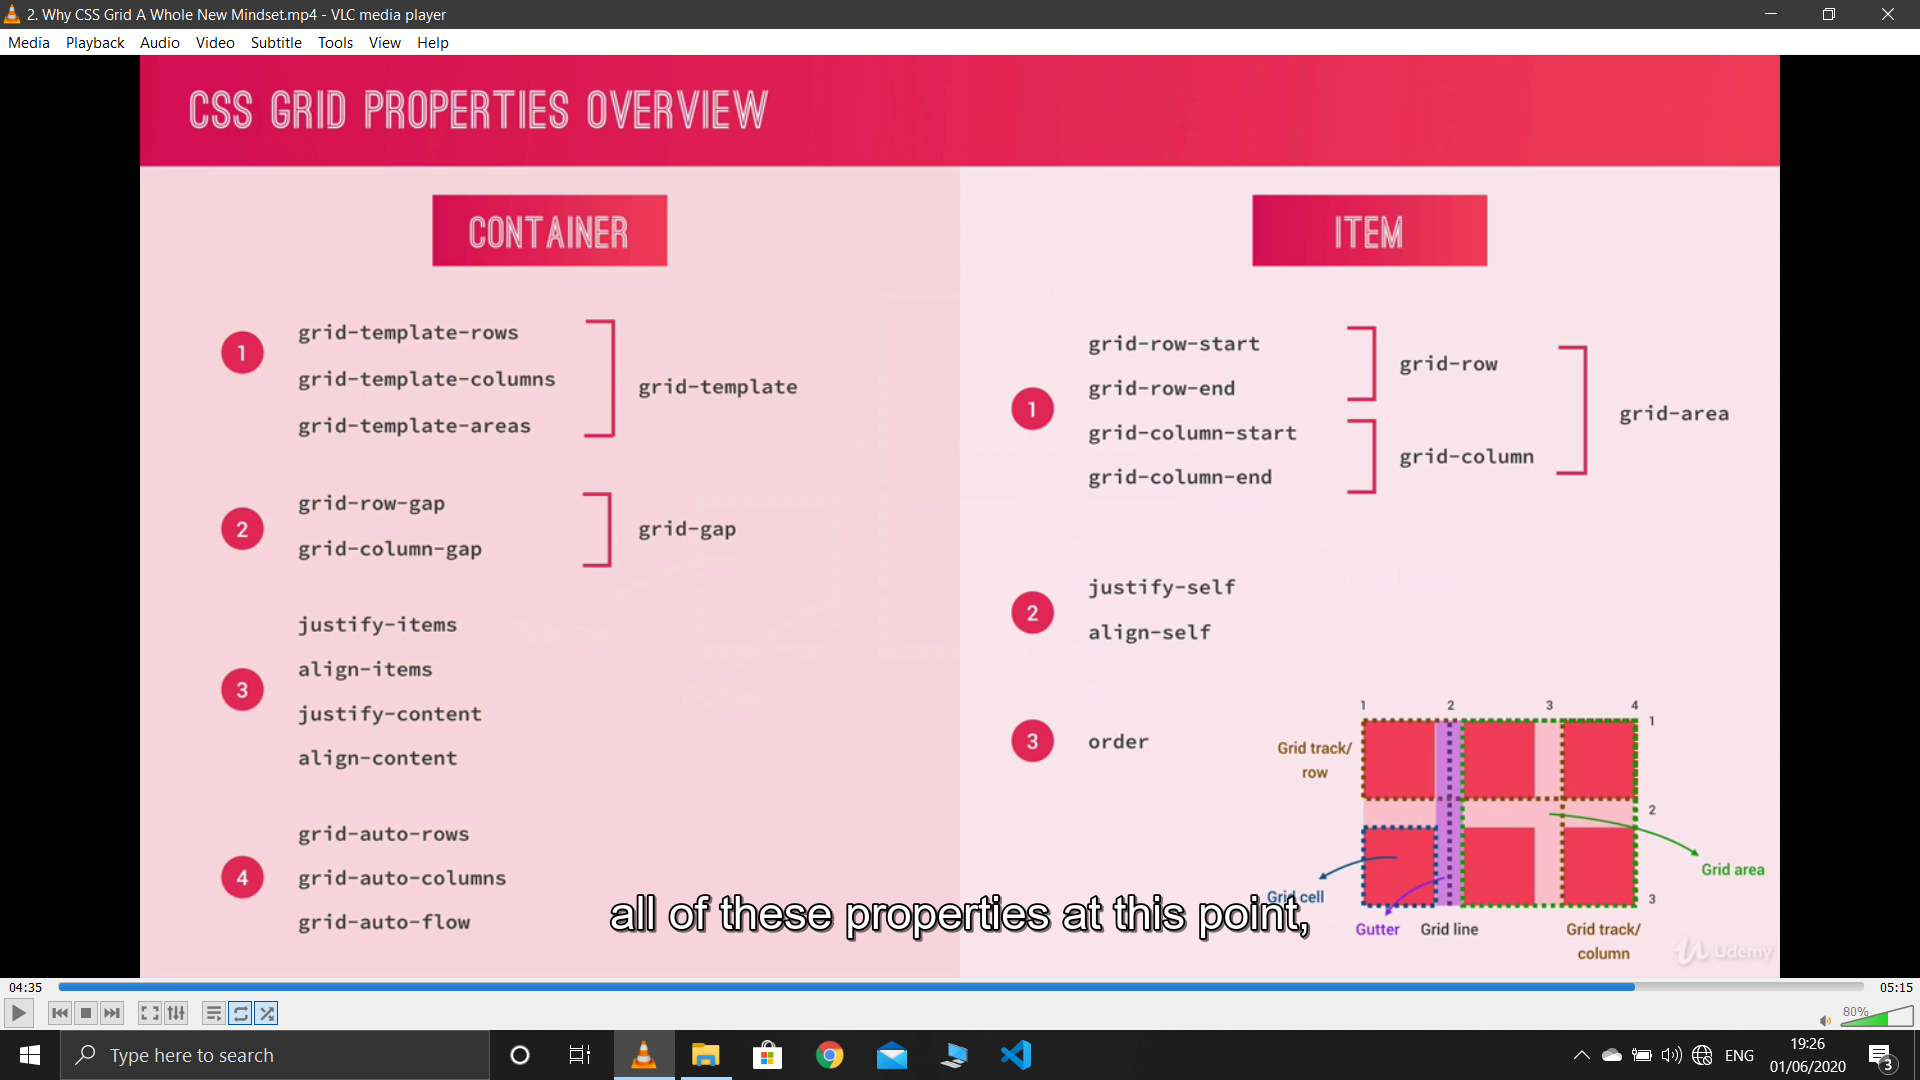 2. Why CSS Grid A Whole New Mindset.mp4 - VLC media player
Media Playback Audio Video Subtitle Tools View Help
CSS GRID PROPERTIES OVERVIEW
CONTAINER
1
grid-template-rows
grid-template-columns
grid-template-areas
grid-template
2
grid-row-gap
grid-column-gap
grid-gap
3
justify-items
align-items
justify-content
align-content
4
grid-auto-rows
grid-auto-columns
grid-auto-flow
ITEM
1
grid-row-start
grid-row-end
grid-column-start
grid-column-end
grid-row
grid-column
grid-area
2
justify-self
align-self
3
order
1 2 3 4
1
2
3
Grid track/
row
Grid cell
Gutter
Grid line
Grid track/
column
Grid area
Udemy
all of these properties at this point,
04:35
05:15
80%
Type here to search
ENG
19:26
01/06/2020
3